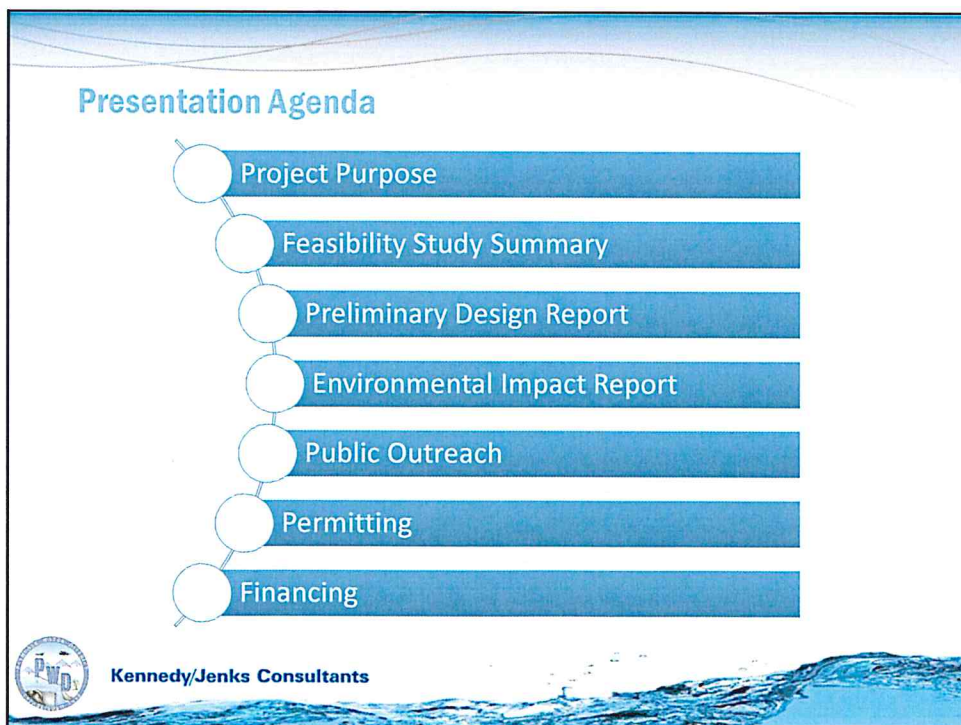 Presentation Agenda
Project Purpose
Feasibility Study Summary
Preliminary Design Report
Environmental Impact Report
Public Outreach
Permitting
Financing
PWD
Kennedy/Jenks Consultants